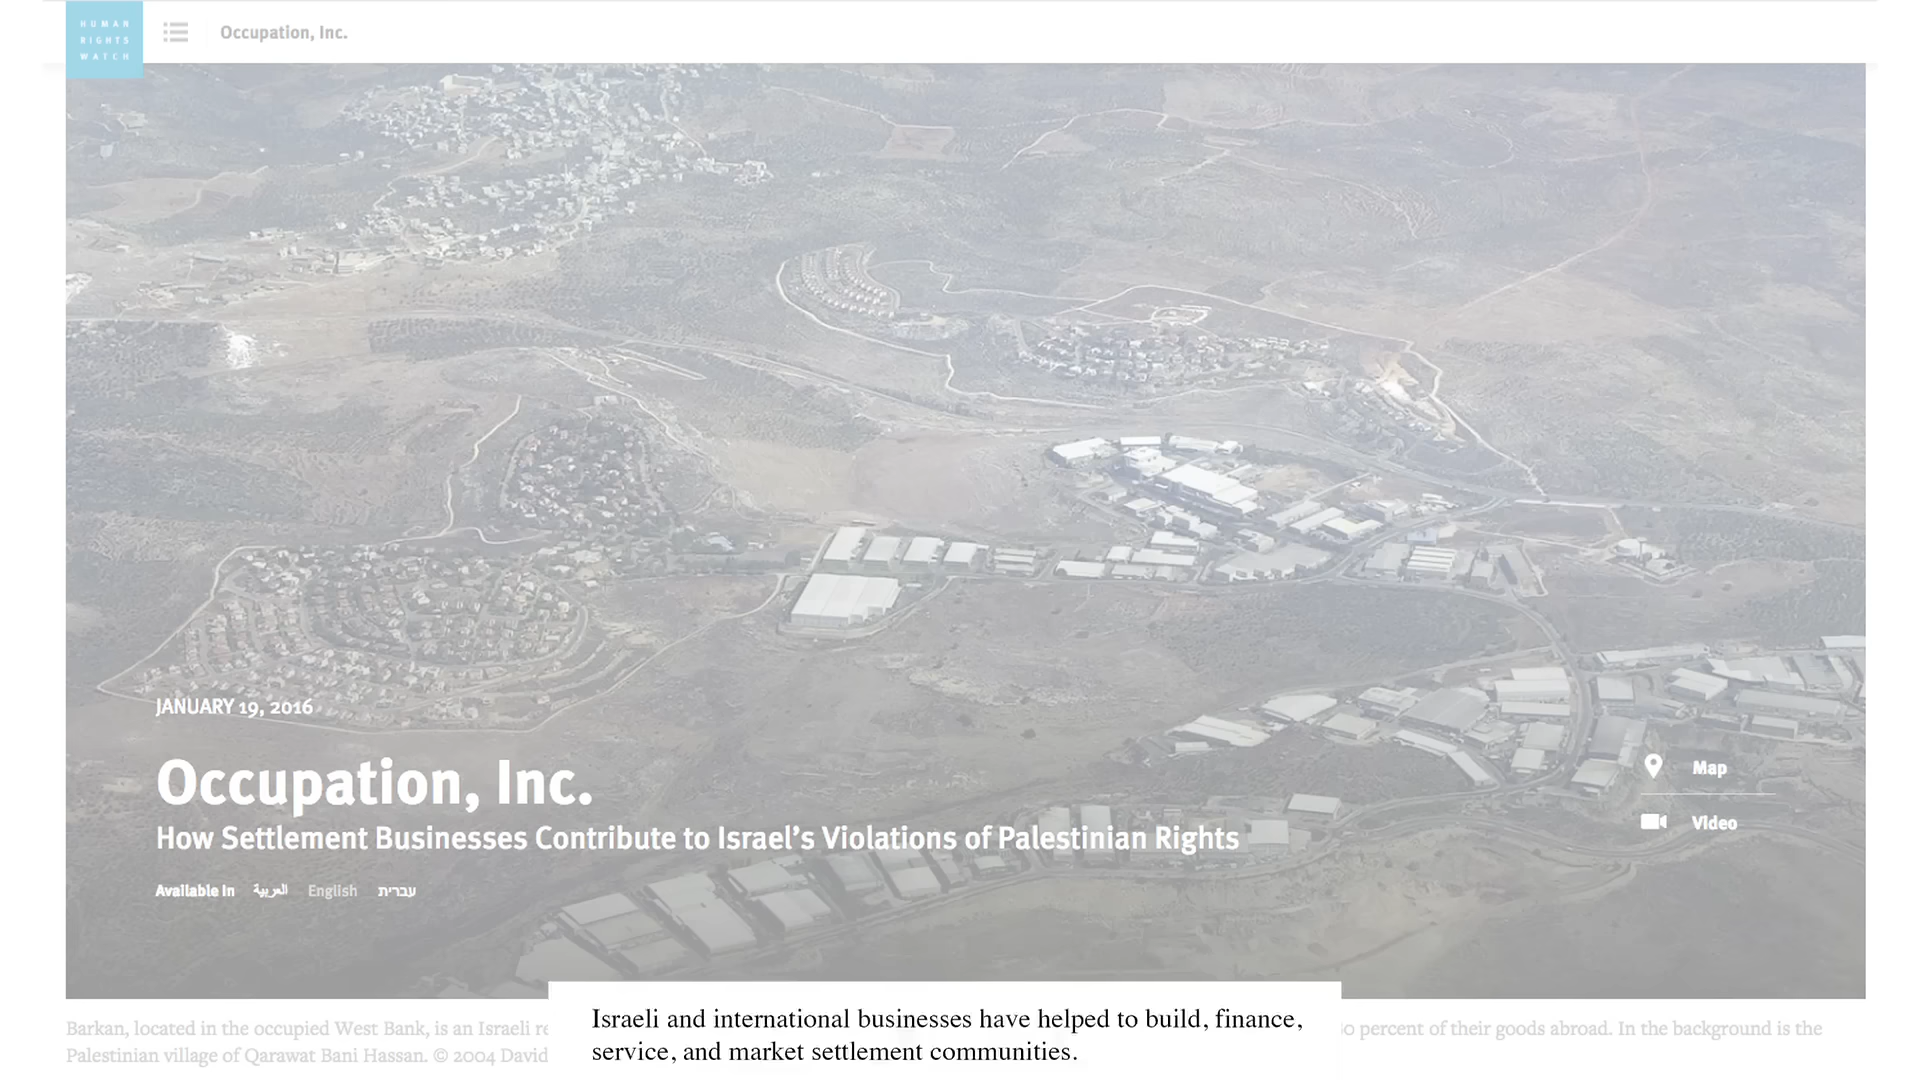 HUMAN
RIGHTS
WATCH
Occupation, Inc.
JANUARY 19, 2016
Occupation, Inc.
How Settlement Businesses Contribute to Israel’s Violations of Palestinian Rights
Available In العربية English עברית
Map
Video
Barkan, located in the occupied West Bank, is an Israeli
percent of their goods abroad. In the background is the
Palestinian village of Qarawat Bani Hassan. © 2004 David
Israeli and international businesses have helped to build, finance,
service, and market settlement communities.